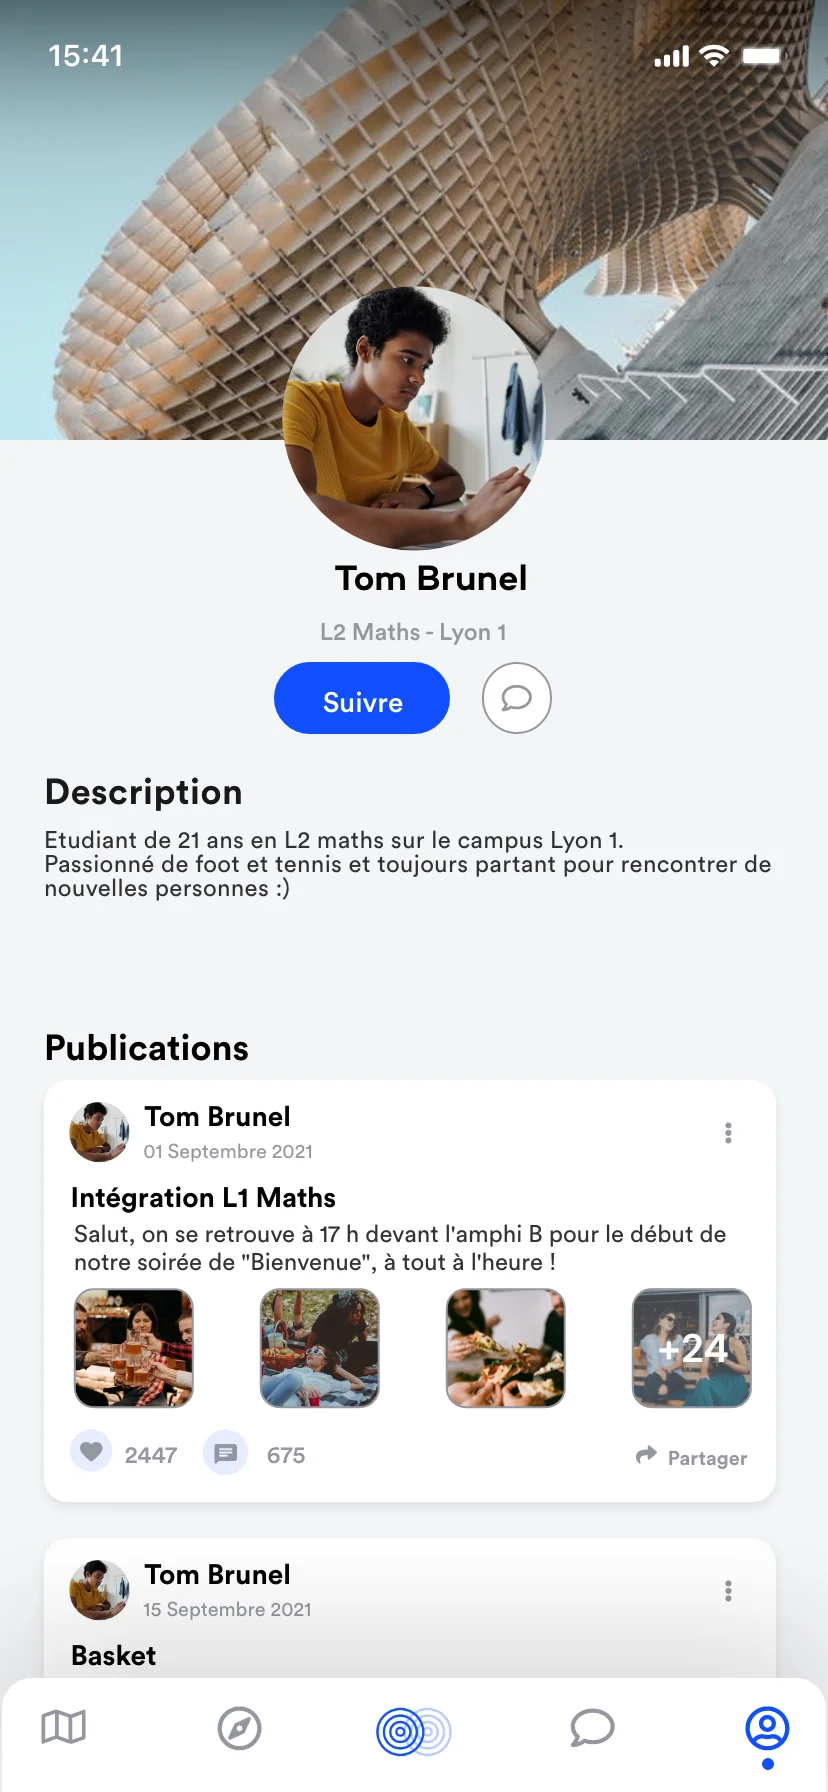 15:41
Tom Brunel
L2 Maths - Lyon 1
Suivre
Description
Etudiant de 21 ans en L2 maths sur le campus Lyon 1.
Passionné de foot et tennis et toujours partant pour rencontrer de
nouvelles personnes :)
Publications
Tom Brunel
01 Septembre 2021
Intégration L1 Maths
Salut, on se retrouve à 17 h devant l'amphi B pour le début de
notre soirée de "Bienvenue", à tout à l'heure !
+24
2447
675
Partager
Tom Brunel
15 Septembre 2021
Basket